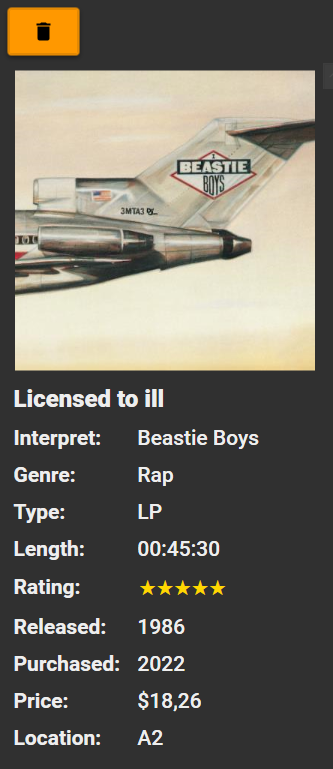 BEASTIE
BOYS
3MTA3
Licensed to ill
Interpret: Beastie Boys
Genre: Rap
Type: LP
Length: 00:45:30
Rating: ★★★★★
Released: 1986
Purchased: 2022
Price: $18,26
Location: A2